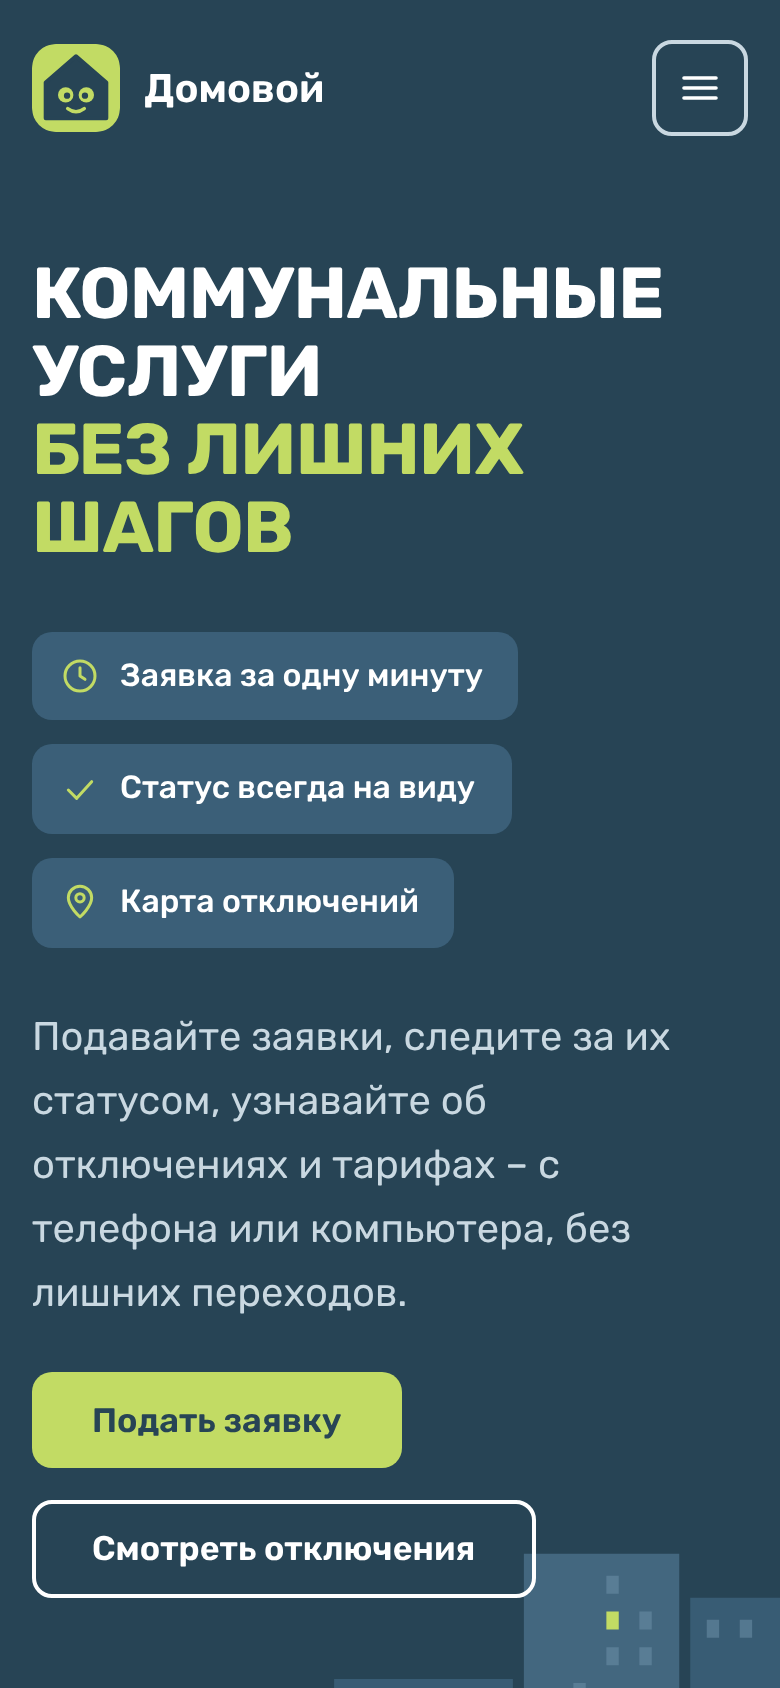 Домовой
КОММУНАЛЬНЫЕ
УСЛУГИ
БЕЗ ЛИШНИХ
ШАГОВ
Заявка за одну минуту
Статус всегда на виду
Карта отключений
Подавайте заявки, следите за их
статусом, узнавайте об
отключениях и тарифах – с
телефона или компьютера, без
лишних переходов.
Подать заявку
Смотреть отключения